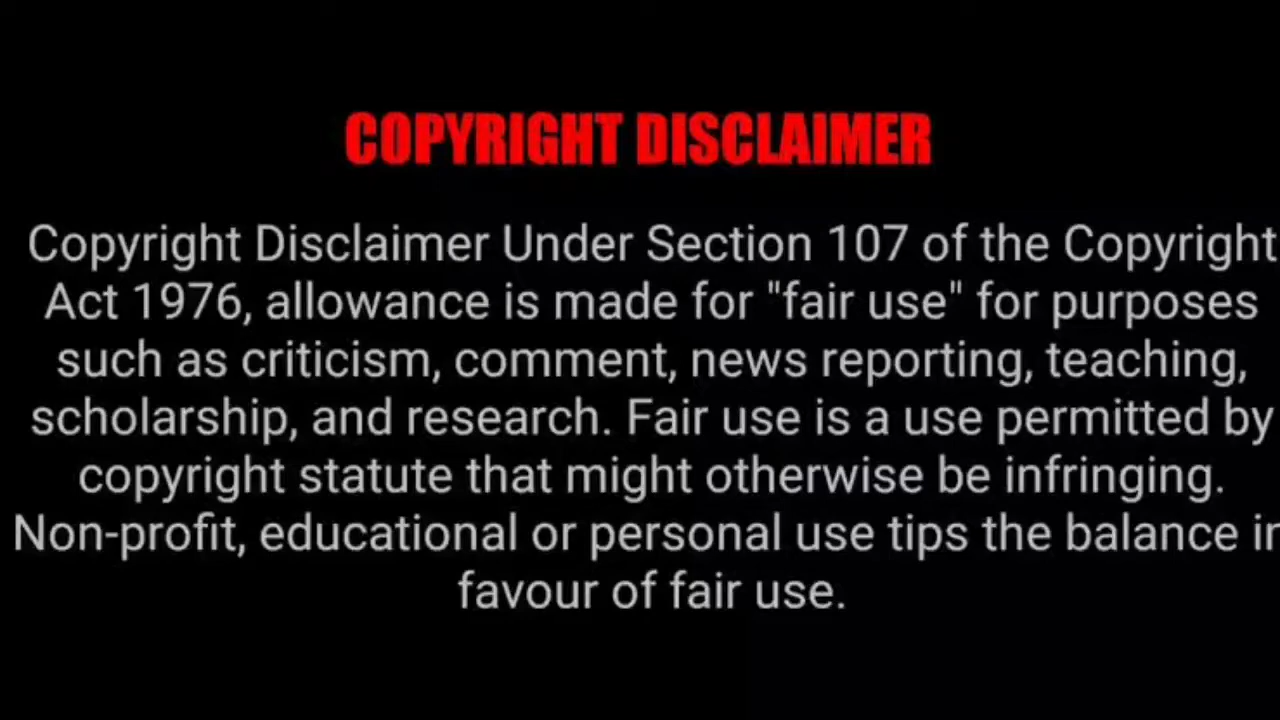 COPYRIGHT DISCLAIMER
Copyright Disclaimer Under Section 107 of the Copyright
Act 1976, allowance is made for "fair use" for purposes
such as criticism, comment, news reporting, teaching,
scholarship, and research. Fair use is a use permitted by
copyright statute that might otherwise be infringing.
Non-profit, educational or personal use tips the balance in
favour of fair use.